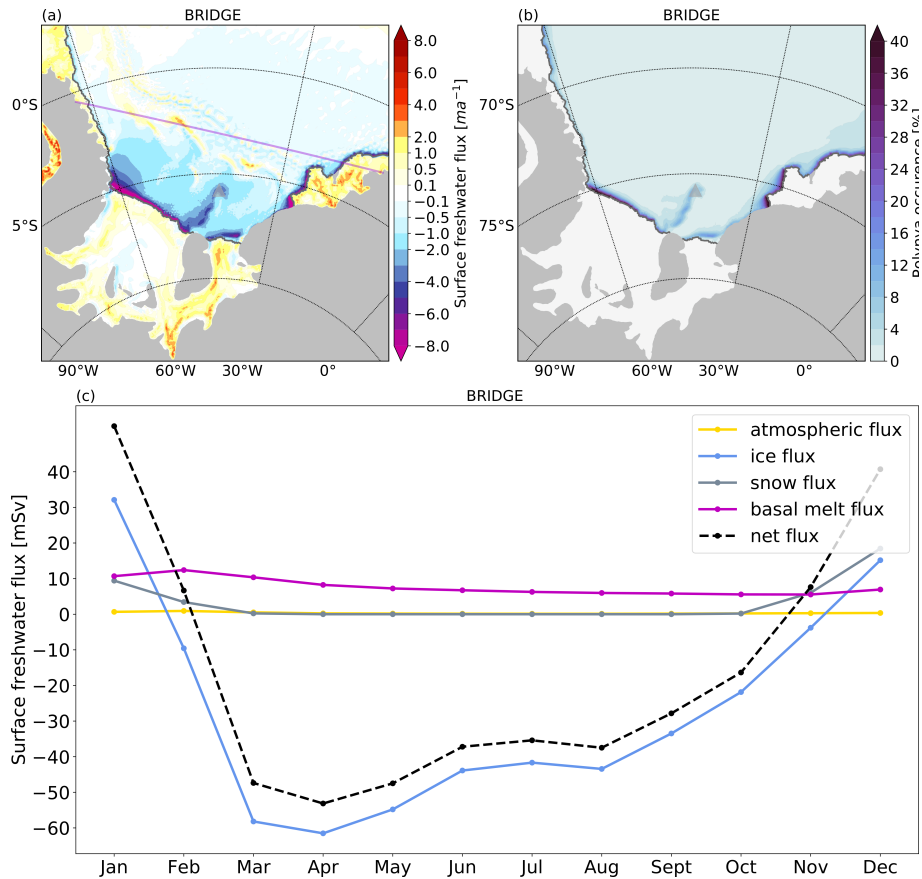 (a) BRIDGE
(b) BRIDGE
8.0
6.0
4.0
2.0
1.0
0.5
0.1
−0.1
−0.5
−1.0
−2.0
−4.0
−6.0
−8.0
Surface freshwater flux [ma⁻¹]
0°S
5°S
90°W 60°W 30°W 0°
70°S
75°S
90°W 60°W 30°W 0°
40
36
32
28
24
20
16
12
8
4
0
%]
(c) BRIDGE
Surface freshwater flux [mSv]
40
30
20
10
0
−10
−20
−30
−40
−50
−60
atmospheric flux
ice flux
snow flux
basal melt flux
net flux
Jan Feb Mar Apr May Jun Jul Aug Sept Oct Nov Dec